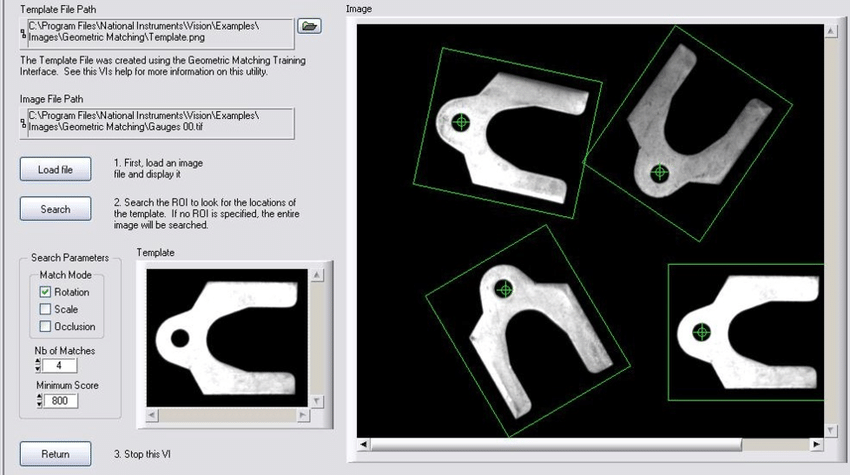 Template File Path
C:\Program Files\National Instruments\Vision\Examples\
Images\Geometric Matching\Template.png
The Template File was created using the Geometric Matching Training
Interface. See this VIs help for more information on this utility.
Image File Path
C:\Program Files\National Instruments\Vision\Examples\
Images\Geometric Matching\Gauges 00.tif
Load file
1. First, load an image
file and display it
Search
2. Search the ROI to look for the locations of
the template. If no ROI is specified, the entire
image will be searched.
Search Parameters
Match Mode
Rotation
Scale
Occlusion
Nb of Matches
4
Minimum Score
800
Template
Return
3. Stop this VI
Image